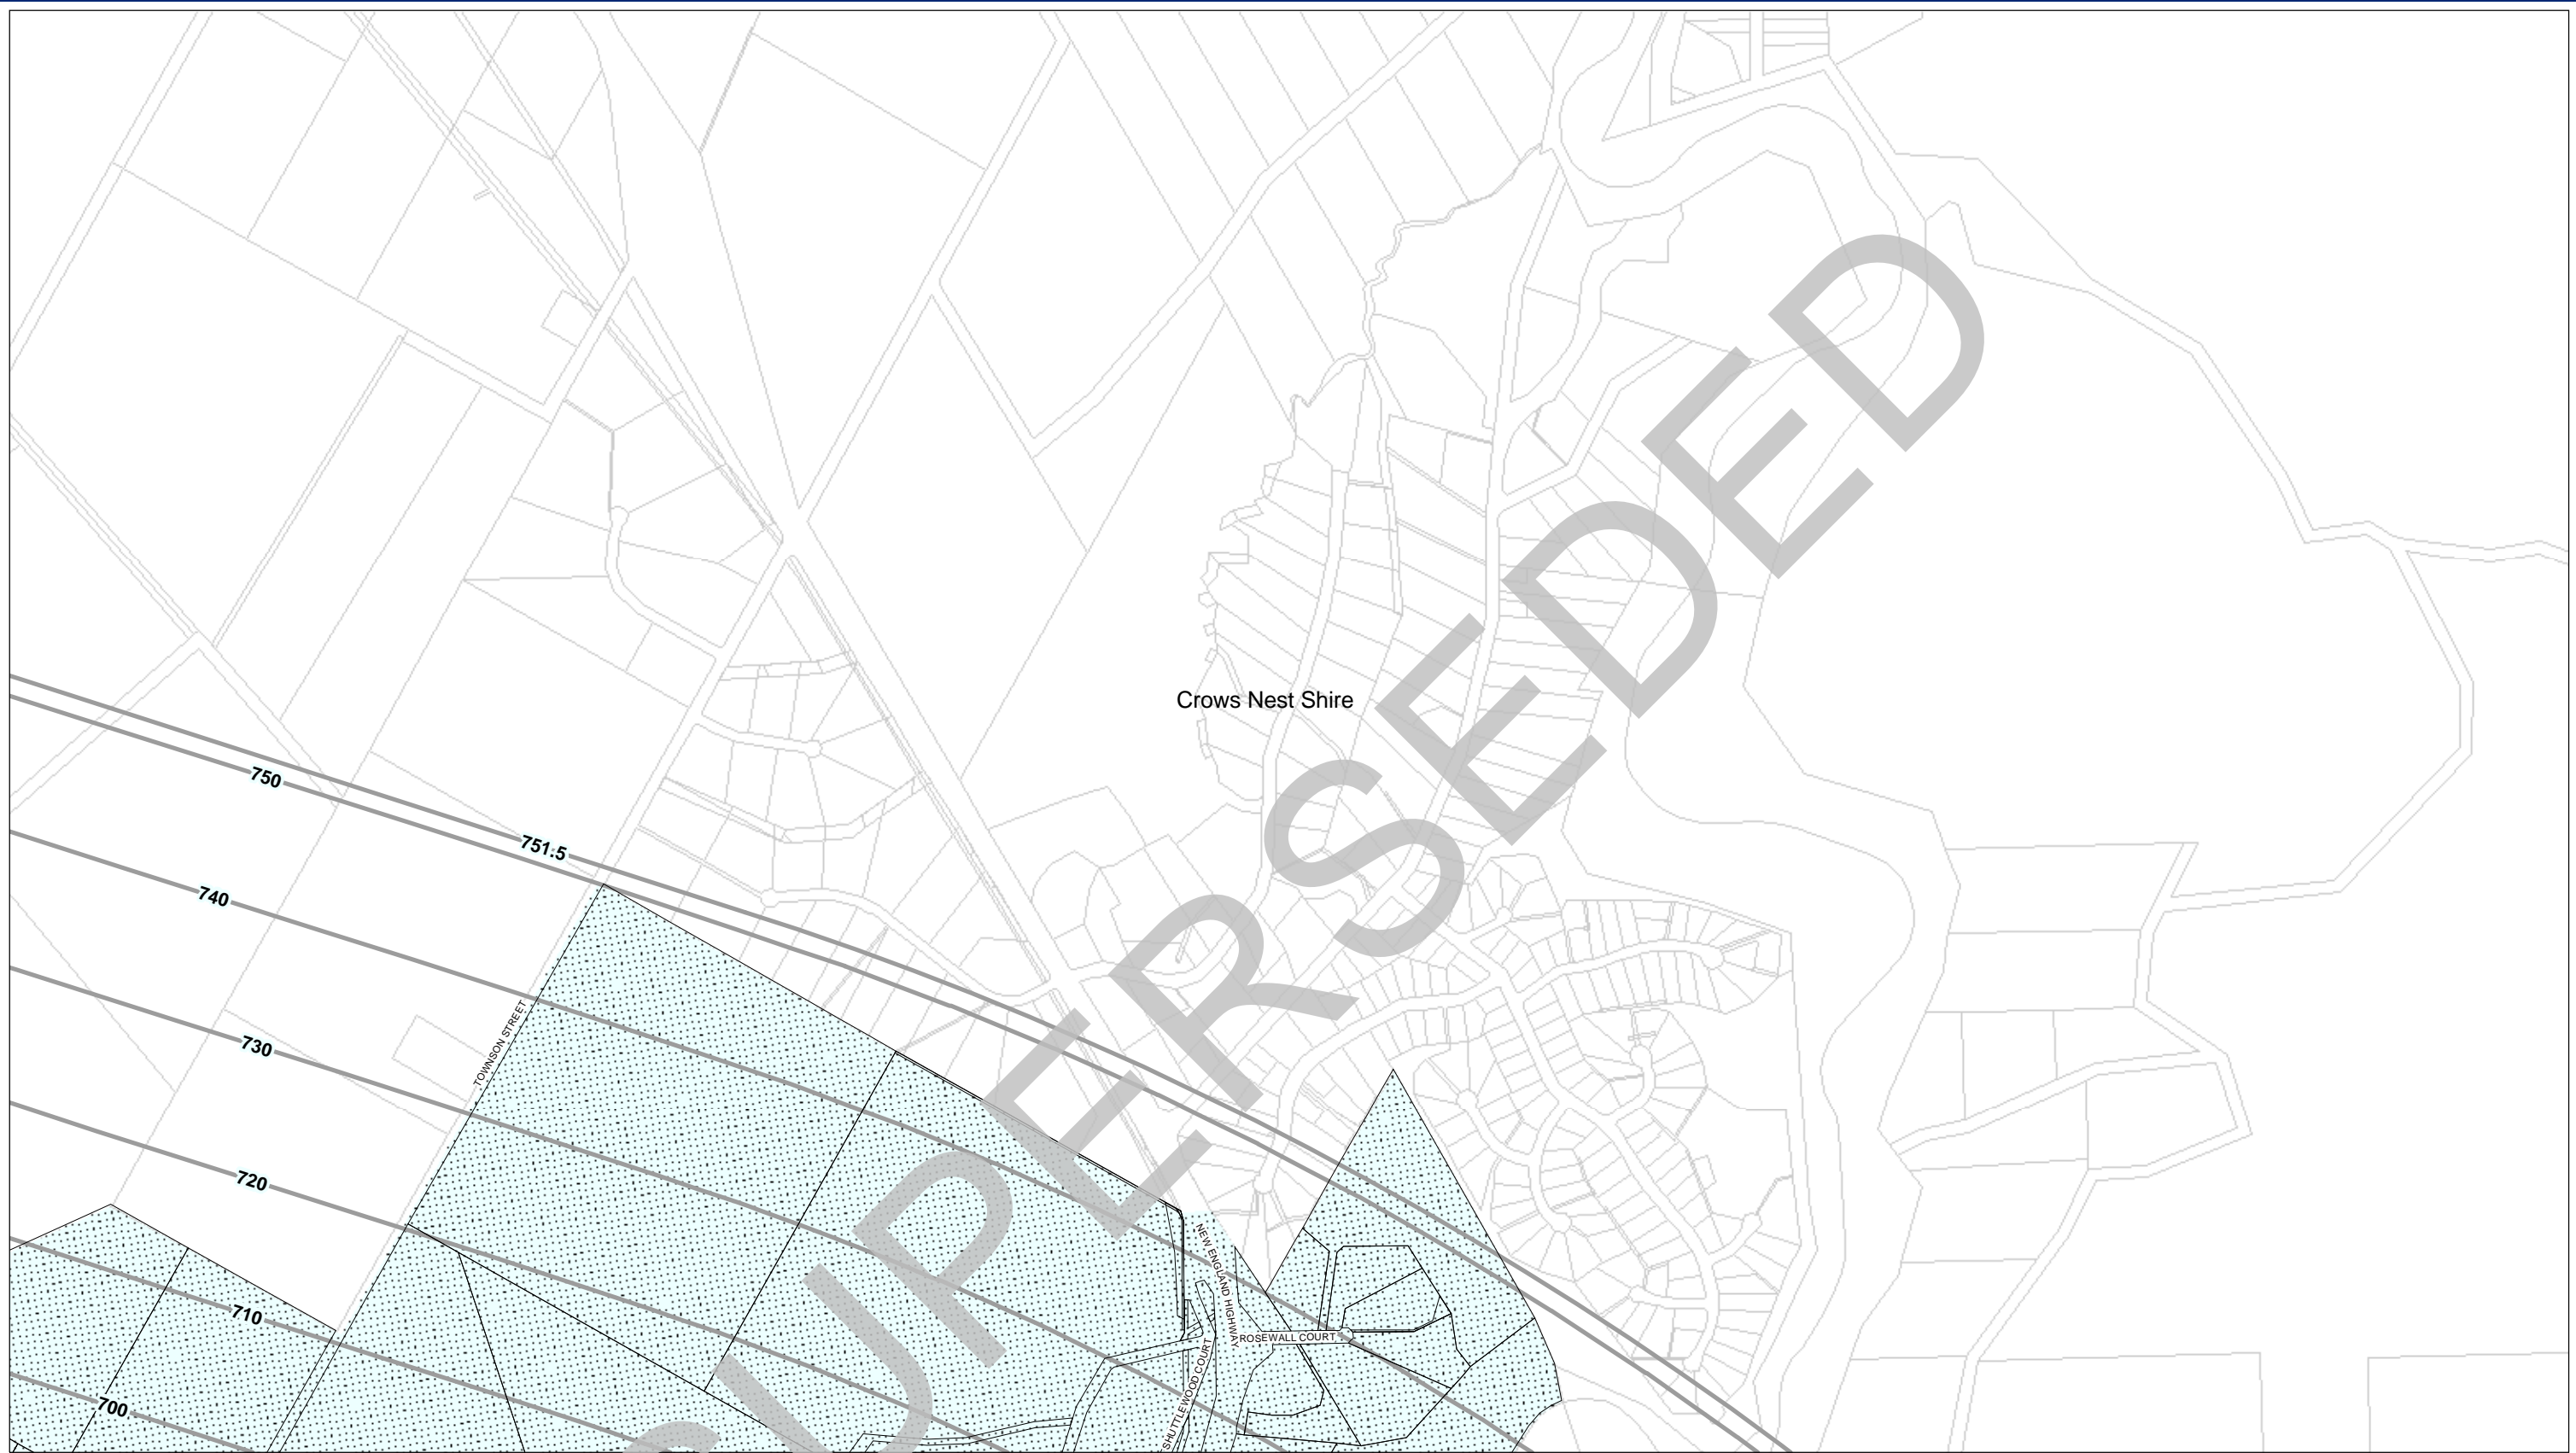 Crows Nest Shire
750
751.5
740
730
720
710
700
TOWNSON STREET
NEW ENGLAND HIGHWAY
ROSEWALL COURT
SHUTTLEWOOD COURT
SUPERSEDED